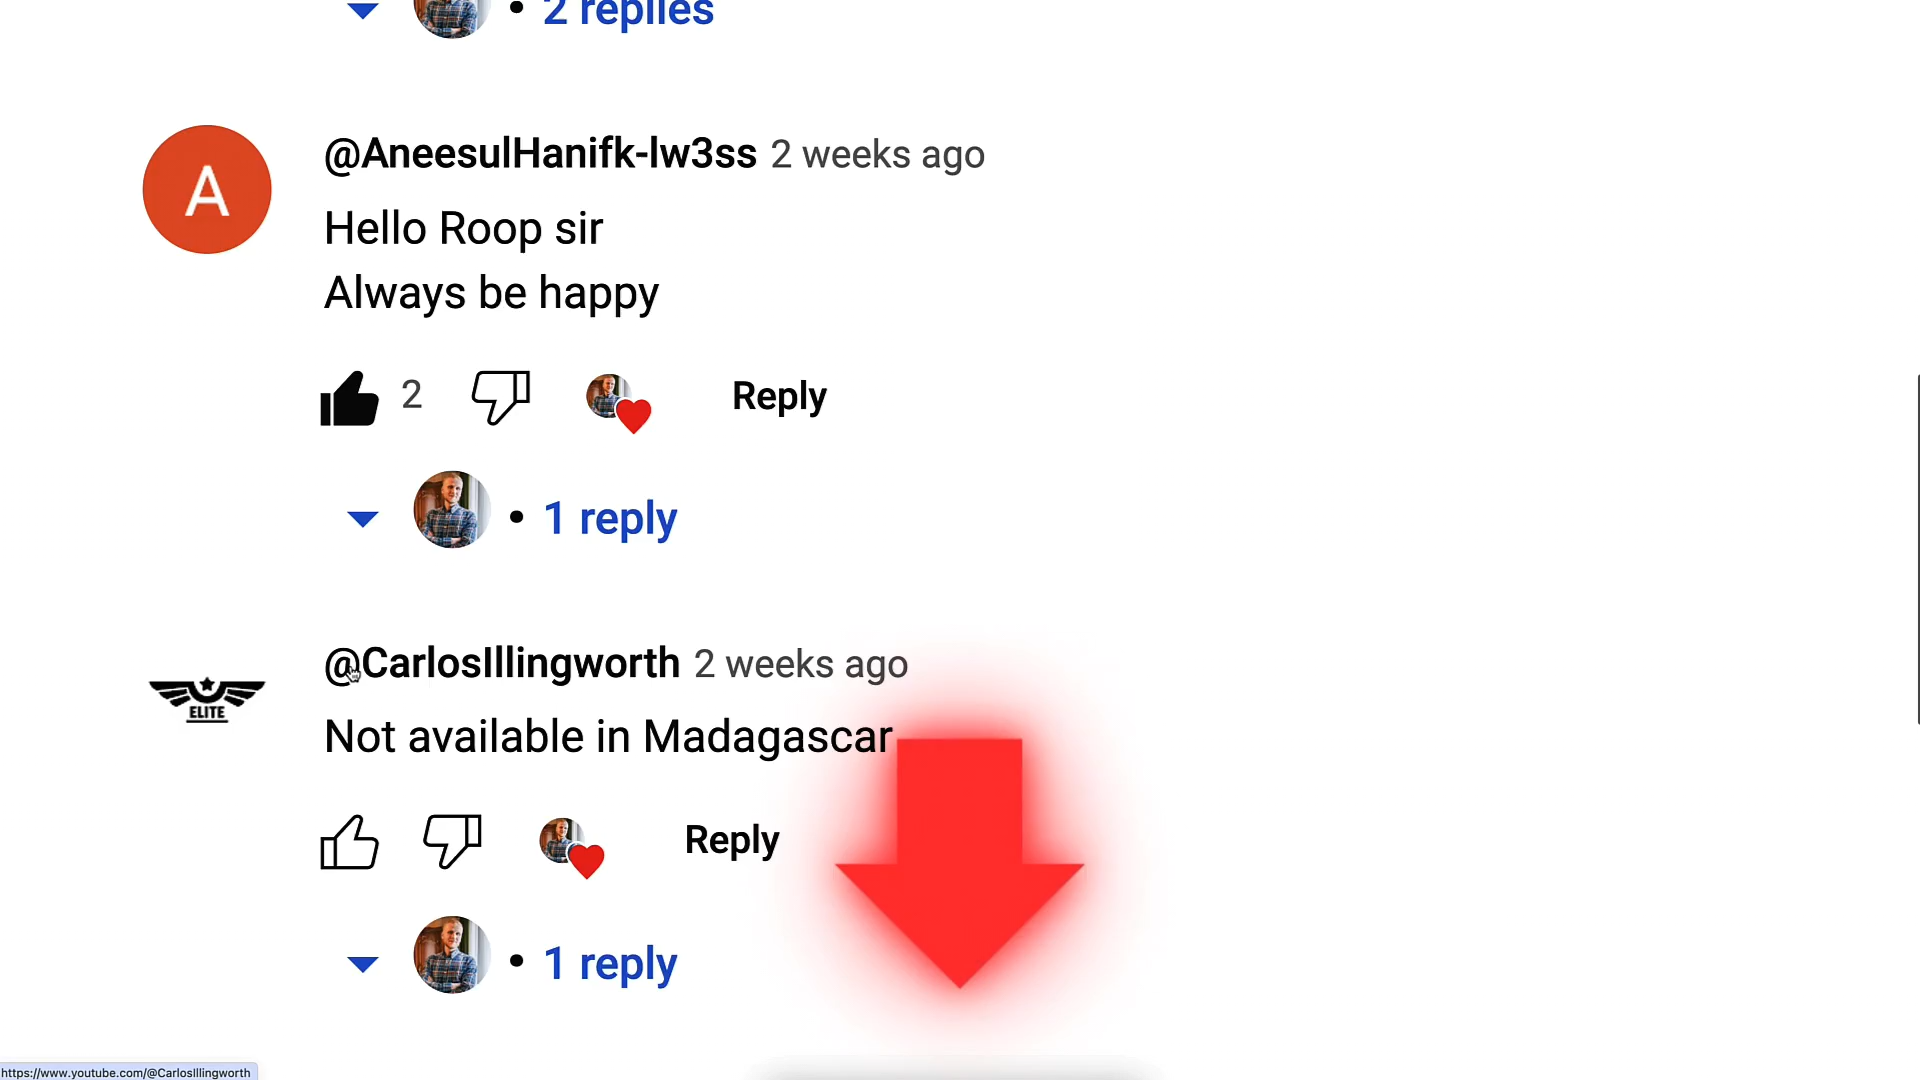 2 replies
A
@AneesulHanifk-lw3ss 2 weeks ago
Hello Roop sir
Always be happy
2
Reply
• 1 reply
@CarlosIllingworth 2 weeks ago
ELITE
Not available in Madagascar
Reply
• 1 reply
https://www.youtube.com/@CarlosIllingworth